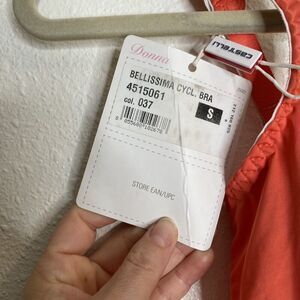 Donna
CASTELLI
BELLISSIMA CYCL. BRA
4515061
col. 037
S
STORE EAN/UPC